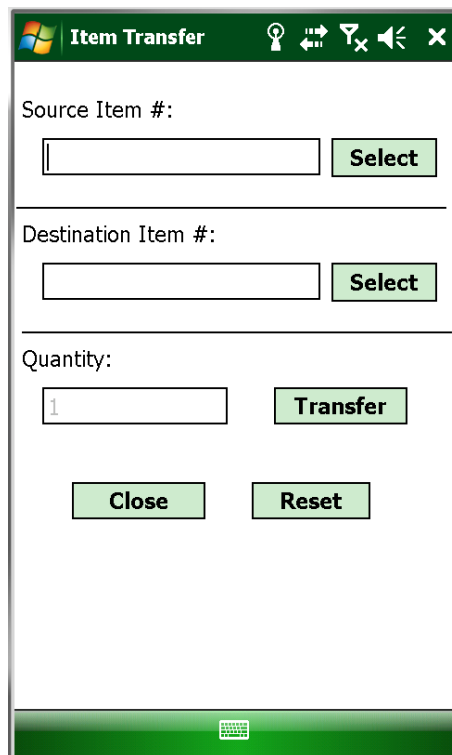 Item Transfer
Source Item #:
Select
Destination Item #:
Select
Quantity:
1
Transfer
Close
Reset